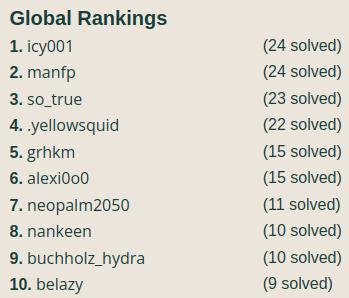 Global Rankings
1. icy001 (24 solved)
2. manfp (24 solved)
3. so_true (23 solved)
4. .yellowsquid (22 solved)
5. grhkm (15 solved)
6. alexi0o0 (15 solved)
7. neopalm2050 (11 solved)
8. nankeen (10 solved)
9. buchholz_hydra (10 solved)
10. belazy (9 solved)